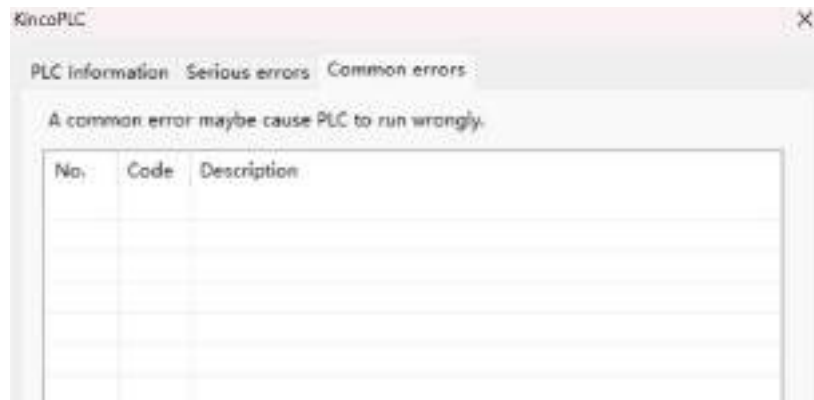 KincoPLC
PLC Information Serious errors Common errors
A common error maybe cause PLC to run wrongly.
No. Code Description